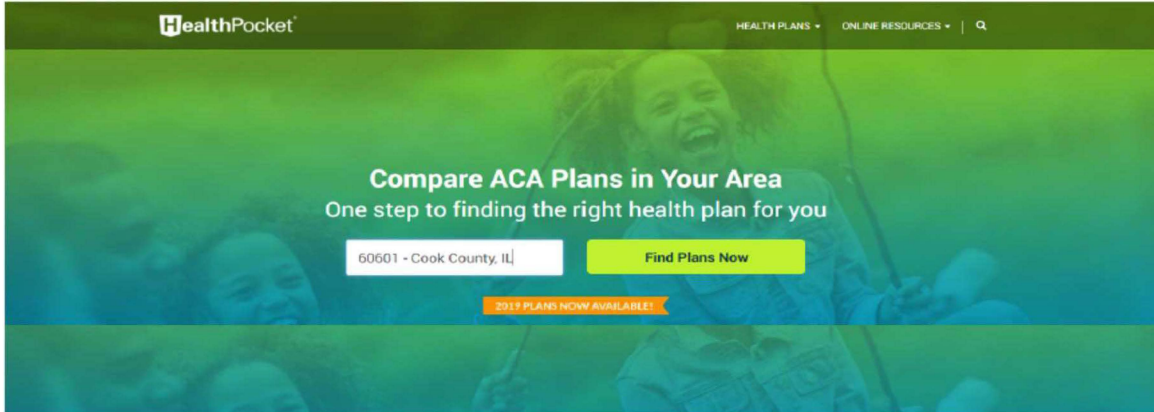 HealthPocket
HEALTH PLANS
ONLINE RESOURCES
Compare ACA Plans in Your Area
One step to finding the right health plan for you
60601 - Cook County, IL
Find Plans Now
2019 PLANS NOW AVAILABLE!